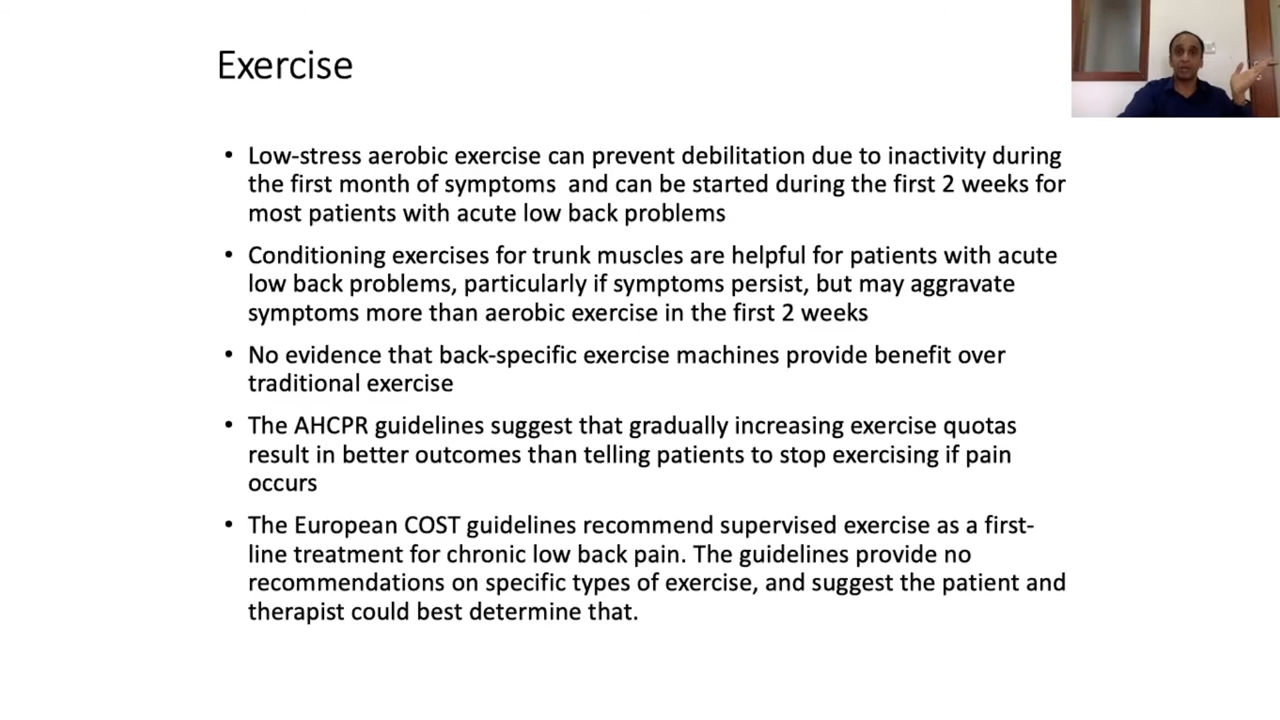 Exercise
• Low-stress aerobic exercise can prevent debilitation due to inactivity during
the first month of symptoms and can be started during the first 2 weeks for
most patients with acute low back problems
• Conditioning exercises for trunk muscles are helpful for patients with acute
low back problems, particularly if symptoms persist, but may aggravate
symptoms more than aerobic exercise in the first 2 weeks
• No evidence that back-specific exercise machines provide benefit over
traditional exercise
• The AHCPR guidelines suggest that gradually increasing exercise quotas
result in better outcomes than telling patients to stop exercising if pain
occurs
• The European COST guidelines recommend supervised exercise as a first-
line treatment for chronic low back pain. The guidelines provide no
recommendations on specific types of exercise, and suggest the patient and
therapist could best determine that.